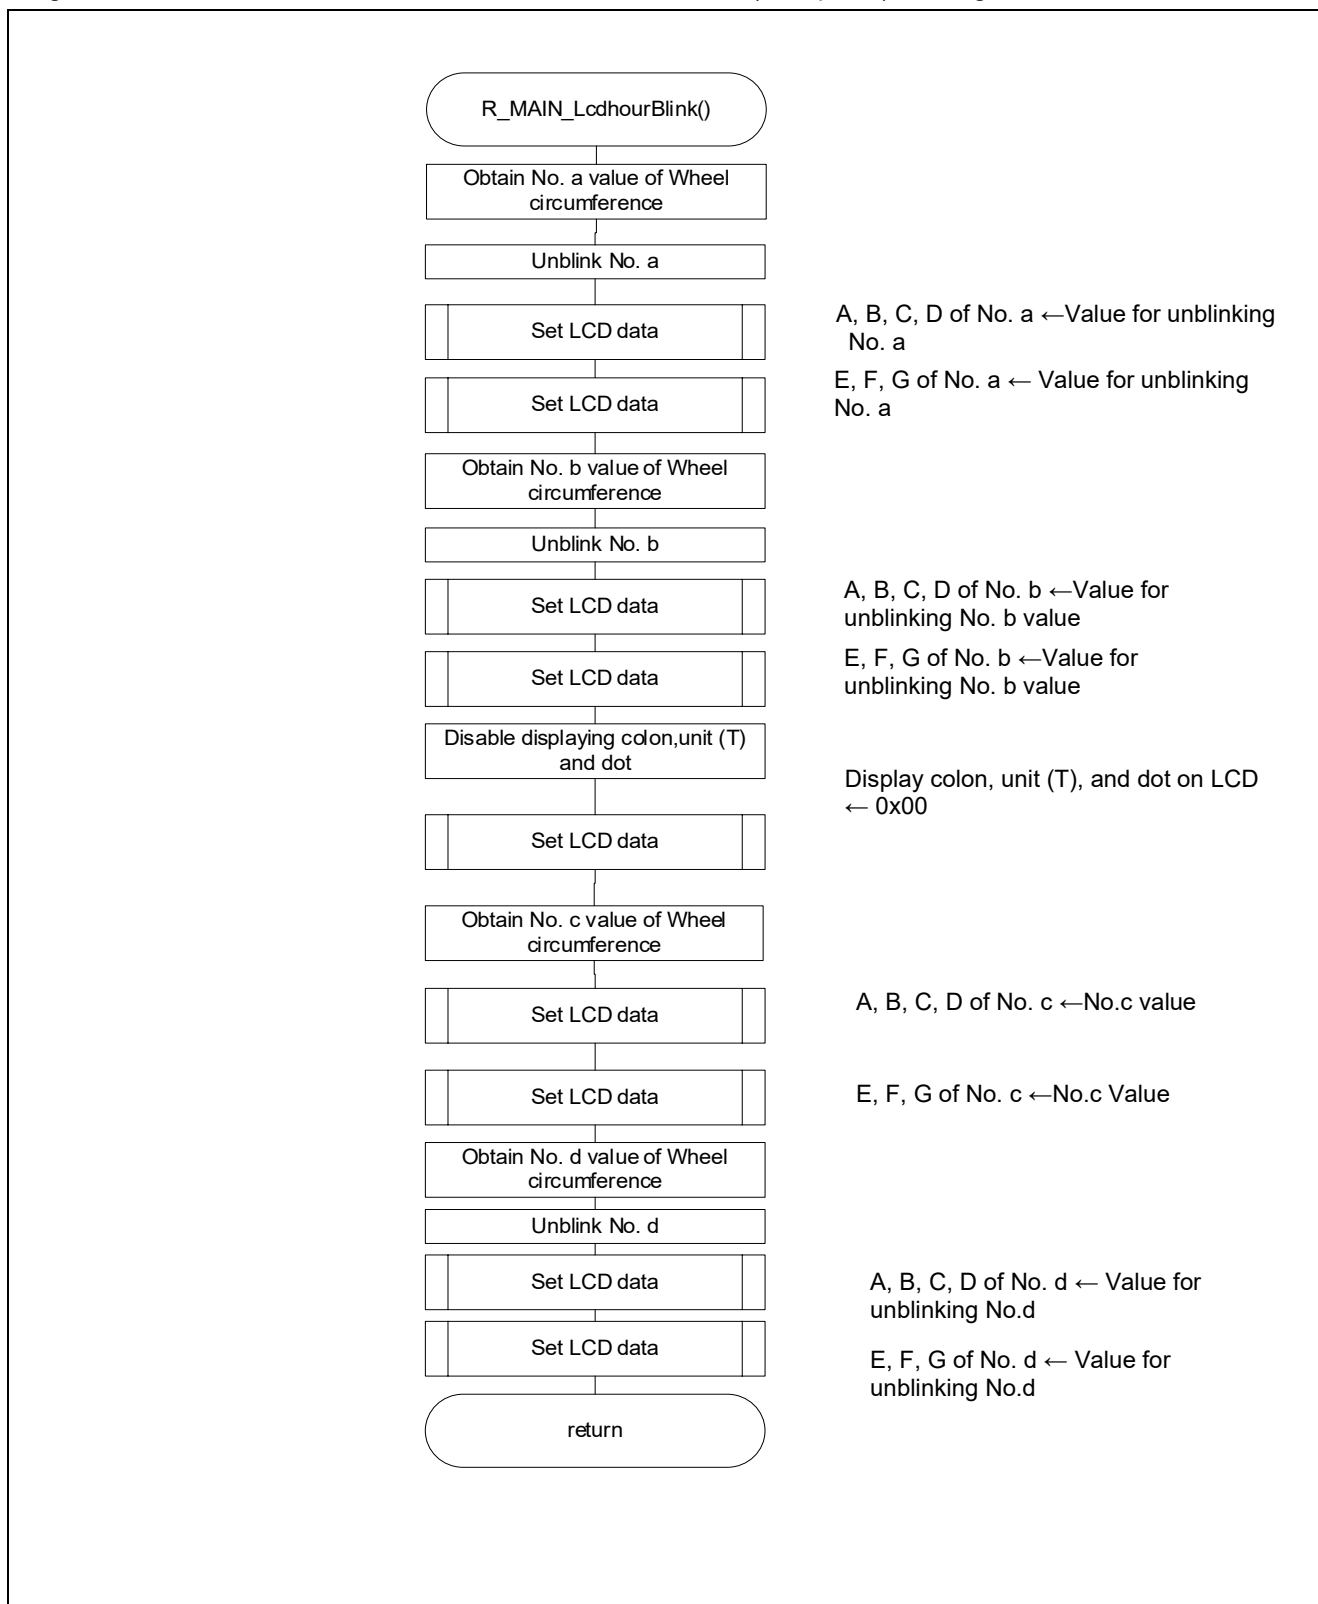 R_MAIN_LcdhourBlink()
Obtain No. a value of Wheel
circumference
Unblink No. a
Set LCD data
A, B, C, D of No. a ←Value for unblinking
No. a
Set LCD data
E, F, G of No. a ← Value for unblinking
No. a
Obtain No. b value of Wheel
circumference
Unblink No. b
Set LCD data
A, B, C, D of No. b ←Value for
unblinking No. b value
Set LCD data
E, F, G of No. b ←Value for
unblinking No. b value
Disable displaying colon,unit (T)
and dot
Display colon, unit (T), and dot on LCD
← 0x00
Set LCD data
Obtain No. c value of Wheel
circumference
Set LCD data
A, B, C, D of No. c ←No.c value
Set LCD data
E, F, G of No. c ←No.c Value
Obtain No. d value of Wheel
circumference
Unblink No. d
Set LCD data
A, B, C, D of No. d ← Value for
unblinking No.d
Set LCD data
E, F, G of No. d ← Value for
unblinking No.d
return